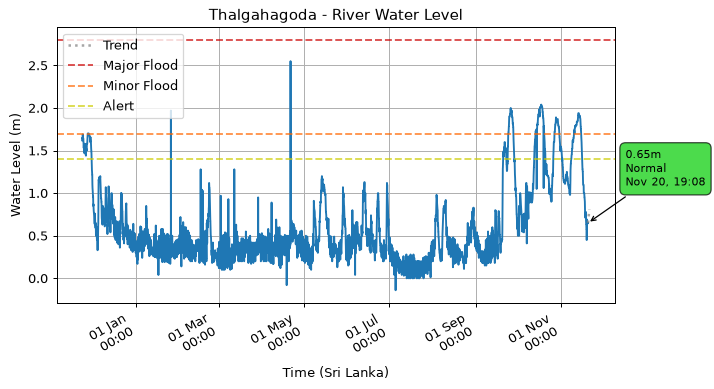 Thalgahagoda - River Water Level
Trend
Major Flood
Minor Flood
Alert
Water Level (m)
2.5
2.0
1.5
1.0
0.5
0.0
0.65m
Normal
Nov 20, 19:08
01 Jan
00:00
01 Mar
00:00
01 May
00:00
01 Jul
00:00
01 Sep
00:00
01 Nov
00:00
Time (Sri Lanka)